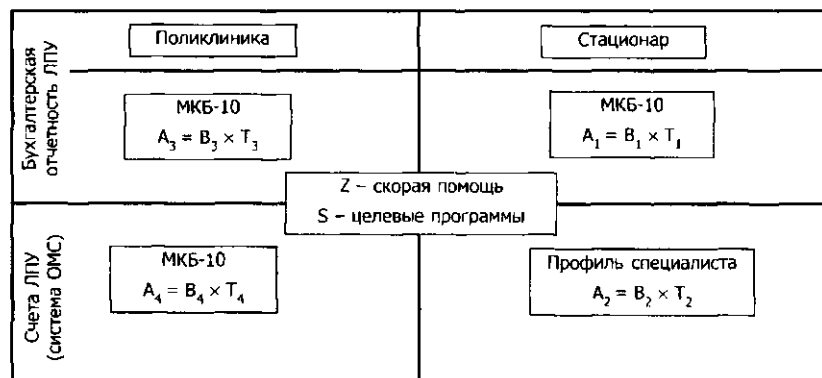 Поликлиника
Стационар
Бухгалтерская
отчетность ЛПУ
МКБ-10
A₃ = B₃ × T₃
МКБ-10
A₁ = B₁ × T₁
Z – скорая помощь
S – целевые программы
Счета ЛПУ
(система ОМС)
МКБ-10
A₄ = B₄ × T₄
Профиль специалиста
A₂ = B₂ × T₂